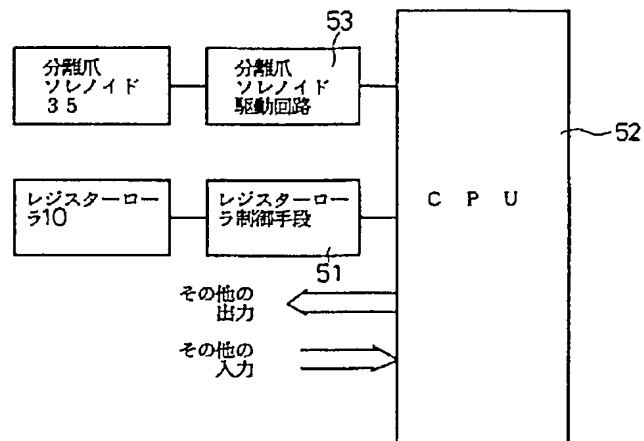 53
分離爪
ソレノイド
35
分離爪
ソレノイド
駆動回路
52
レジスターロー
ラ10
レジスターロー
ラ制御手段
CPU
51
その他の
出力
その他の
入力